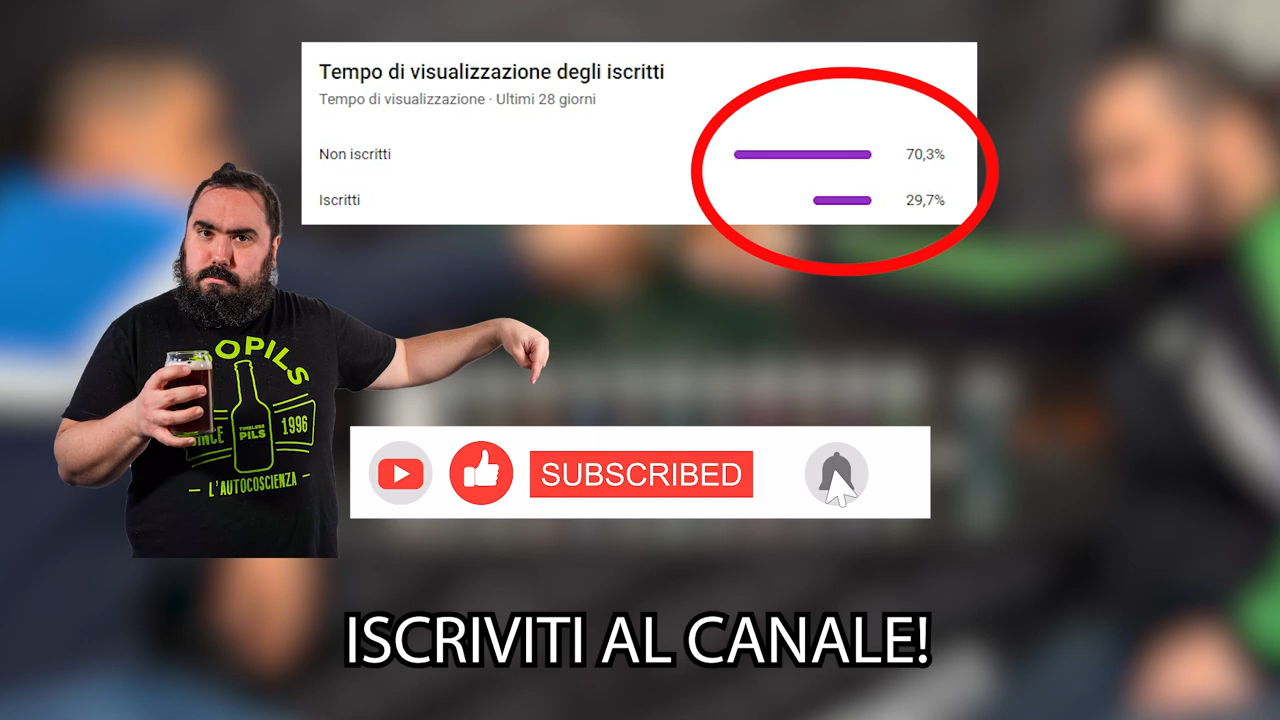 Tempo di visualizzazione degli iscritti
Tempo di visualizzazione · Ultimi 28 giorni
Non iscritti 70,3%
Iscritti 29,7%
OPILS
SINCE 1996
TIMELESS
PILS
L'AUTOCOSCIENZA
SUBSCRIBED
ISCRIVITI AL CANALE!